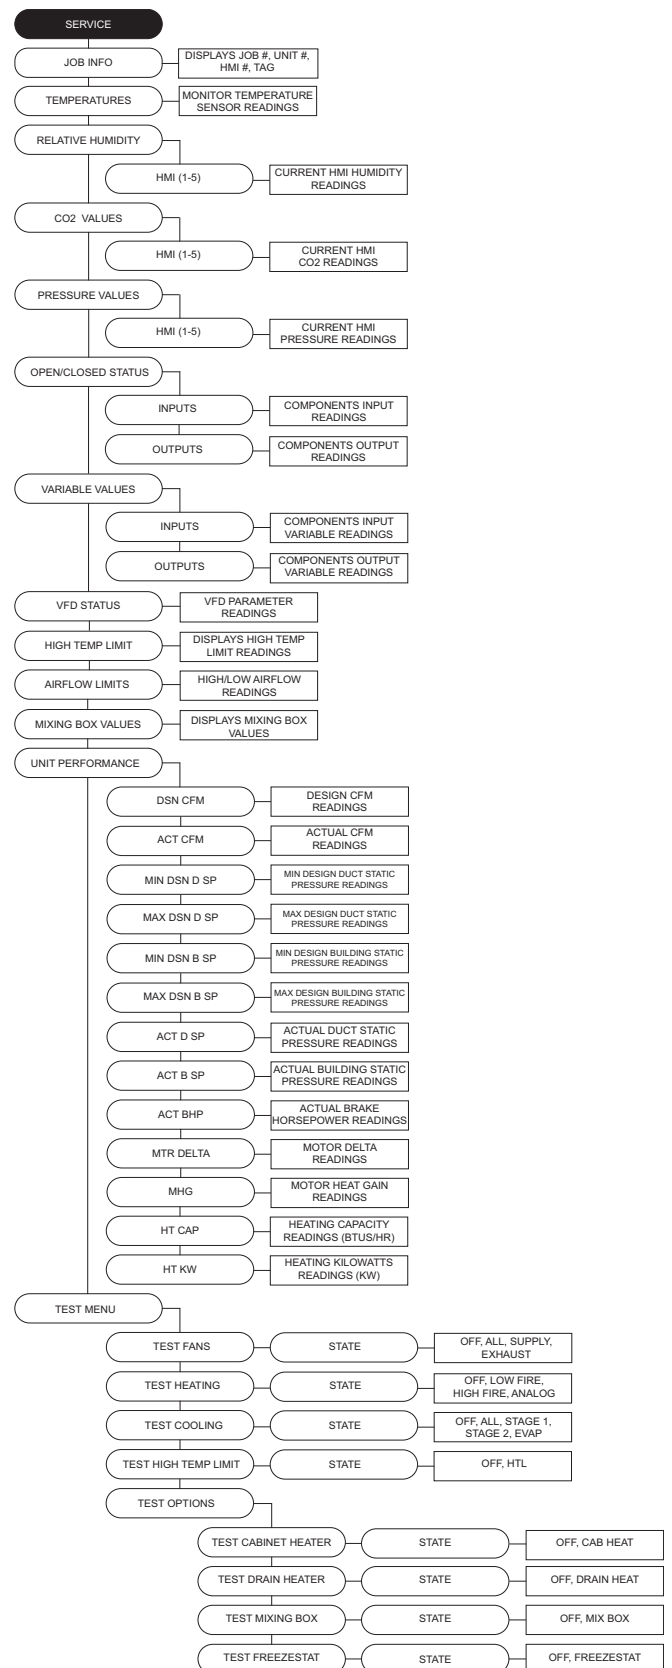 SERVICE
JOB INFO
DISPLAYS JOB #, UNIT #,
HMI #, TAG
TEMPERATURES
MONITOR TEMPERATURE
SENSOR READINGS
RELATIVE HUMIDITY
HMI (1-5)
CURRENT HMI HUMIDITY
READINGS
CO2 VALUES
HMI (1-5)
CURRENT HMI
CO2 READINGS
PRESSURE VALUES
HMI (1-5)
CURRENT HMI
PRESSURE READINGS
OPEN/CLOSED STATUS
INPUTS
COMPONENTS INPUT
READINGS
OUTPUTS
COMPONENTS OUTPUT
READINGS
VARIABLE VALUES
INPUTS
COMPONENTS INPUT
VARIABLE READINGS
OUTPUTS
COMPONENTS OUTPUT
VARIABLE READINGS
VFD STATUS
VFD PARAMETER
READINGS
HIGH TEMP LIMIT
DISPLAYS HIGH TEMP
LIMIT READINGS
AIRFLOW LIMITS
HIGH/LOW AIRFLOW
READINGS
MIXING BOX VALUES
DISPLAYS MIXING BOX
VALUES
UNIT PERFORMANCE
DSN CFM
DESIGN CFM
READINGS
ACT CFM
ACTUAL CFM
READINGS
MIN DSN D SP
MIN DESIGN DUCT STATIC
PRESSURE READINGS
MAX DSN D SP
MAX DESIGN DUCT STATIC
PRESSURE READINGS
MIN DSN B SP
MIN DESIGN BUILDING STATIC
PRESSURE READINGS
MAX DSN B SP
MAX DESIGN BUILDING STATIC
PRESSURE READINGS
ACT D SP
ACTUAL DUCT STATIC
PRESSURE READINGS
ACT B SP
ACTUAL BUILDING STATIC
PRESSURE READINGS
ACT BHP
ACTUAL BRAKE
HORSEPOWER READINGS
MTR DELTA
MOTOR DELTA
READINGS
MHG
MOTOR HEAT GAIN
READINGS
HT CAP
HEATING CAPACITY
READINGS (BTUS/HR)
HT KW
HEATING KILOWATTS
READINGS (KW)
TEST MENU
TEST FANS
STATE
OFF, ALL, SUPPLY,
EXHAUST
TEST HEATING
STATE
OFF, LOW FIRE,
HIGH FIRE, ANALOG
TEST COOLING
STATE
OFF, ALL, STAGE 1,
STAGE 2, EVAP
TEST HIGH TEMP LIMIT
STATE
OFF, HTL
TEST OPTIONS
TEST CABINET HEATER
STATE
OFF, CAB HEAT
TEST DRAIN HEATER
STATE
OFF, DRAIN HEAT
TEST MIXING BOX
STATE
OFF, MIX BOX
TEST FREEZESTAT
STATE
OFF, FREEZESTAT